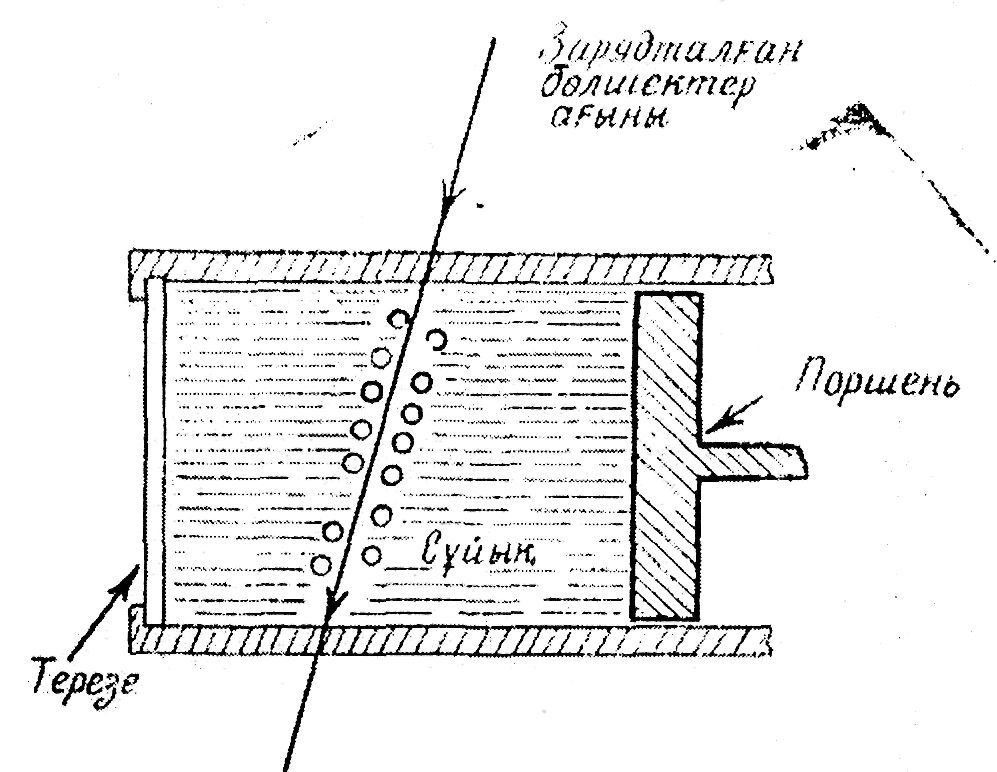 Зарядталған
бөлшектер
ағыны
Поршень
Сұйық
Терезе